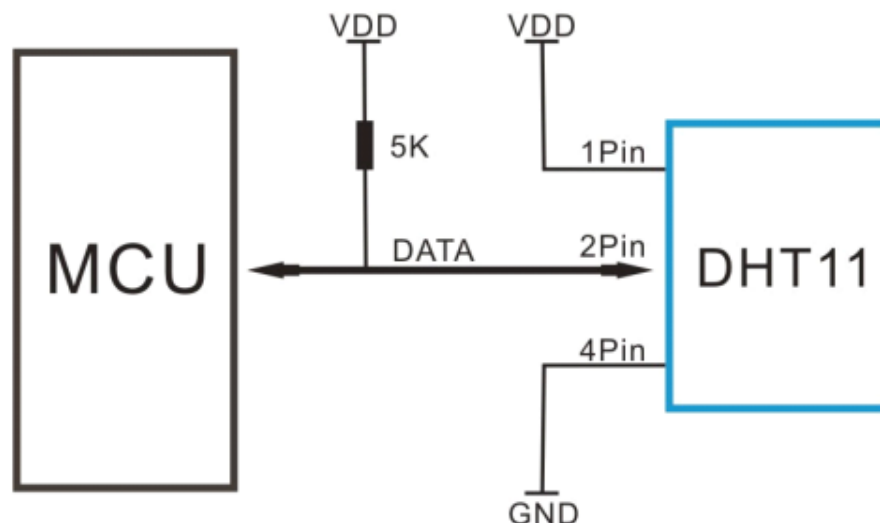 VDD
VDD
5K
1Pin
MCU
DATA
2Pin
DHT11
4Pin
GND